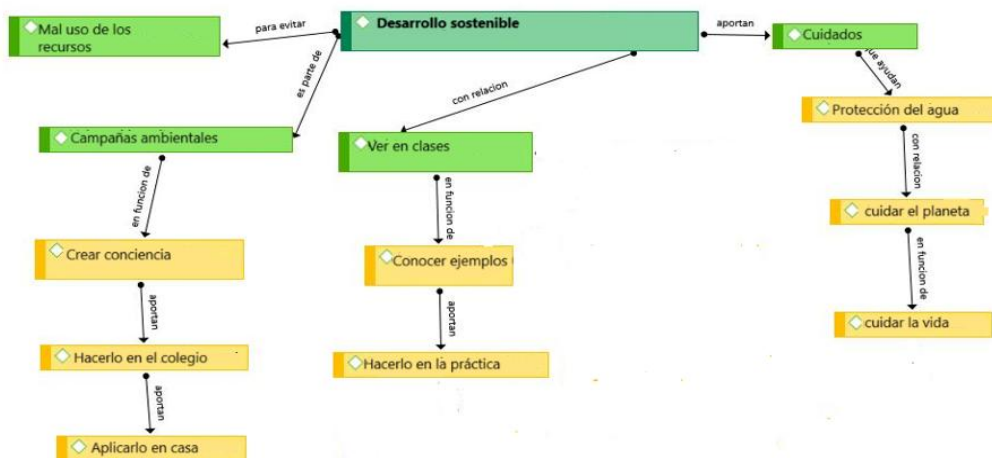 Desarrollo sostenible
para evitar
Mal uso de los
recursos
es parte de
Campañas ambientales
en funcion de
Crear conciencia
aportan
Hacerlo en el colegio
aportan
Aplicarlo en casa
con relacion
Ver en clases
en funcion de
Conocer ejemplos
aportan
Hacerlo en la práctica
aportan
Cuidados
que ayudan
Protección del agua
con relacion
cuidar el planeta
en funcion de
cuidar la vida